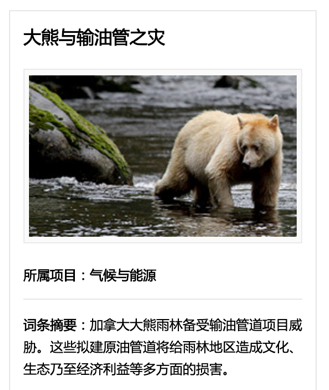 大熊与输油管之灾
所属项目：气候与能源
词条摘要：加拿大大熊雨林备受输油管道项目威
胁。这些拟建原油管道将给雨林地区造成文化、
生态乃至经济利益等多方面的损害。